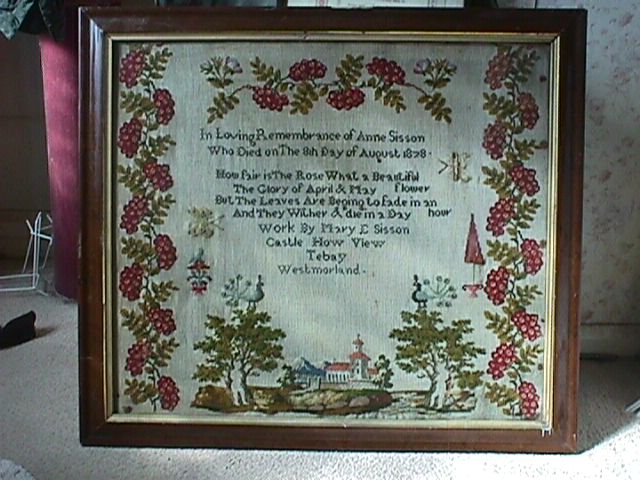 In Loving Remembrance of Anne Sisson
Who Died on The 8th Day of August 1878.
How fair is The Rose What a Beautiful
The Glory of April & May flower
But The Leaves Are Begoing to fade in an
And They Wither & die in a Day hour
Work By Mary E Sisson
Castle How View
Tebay
Westmorland.